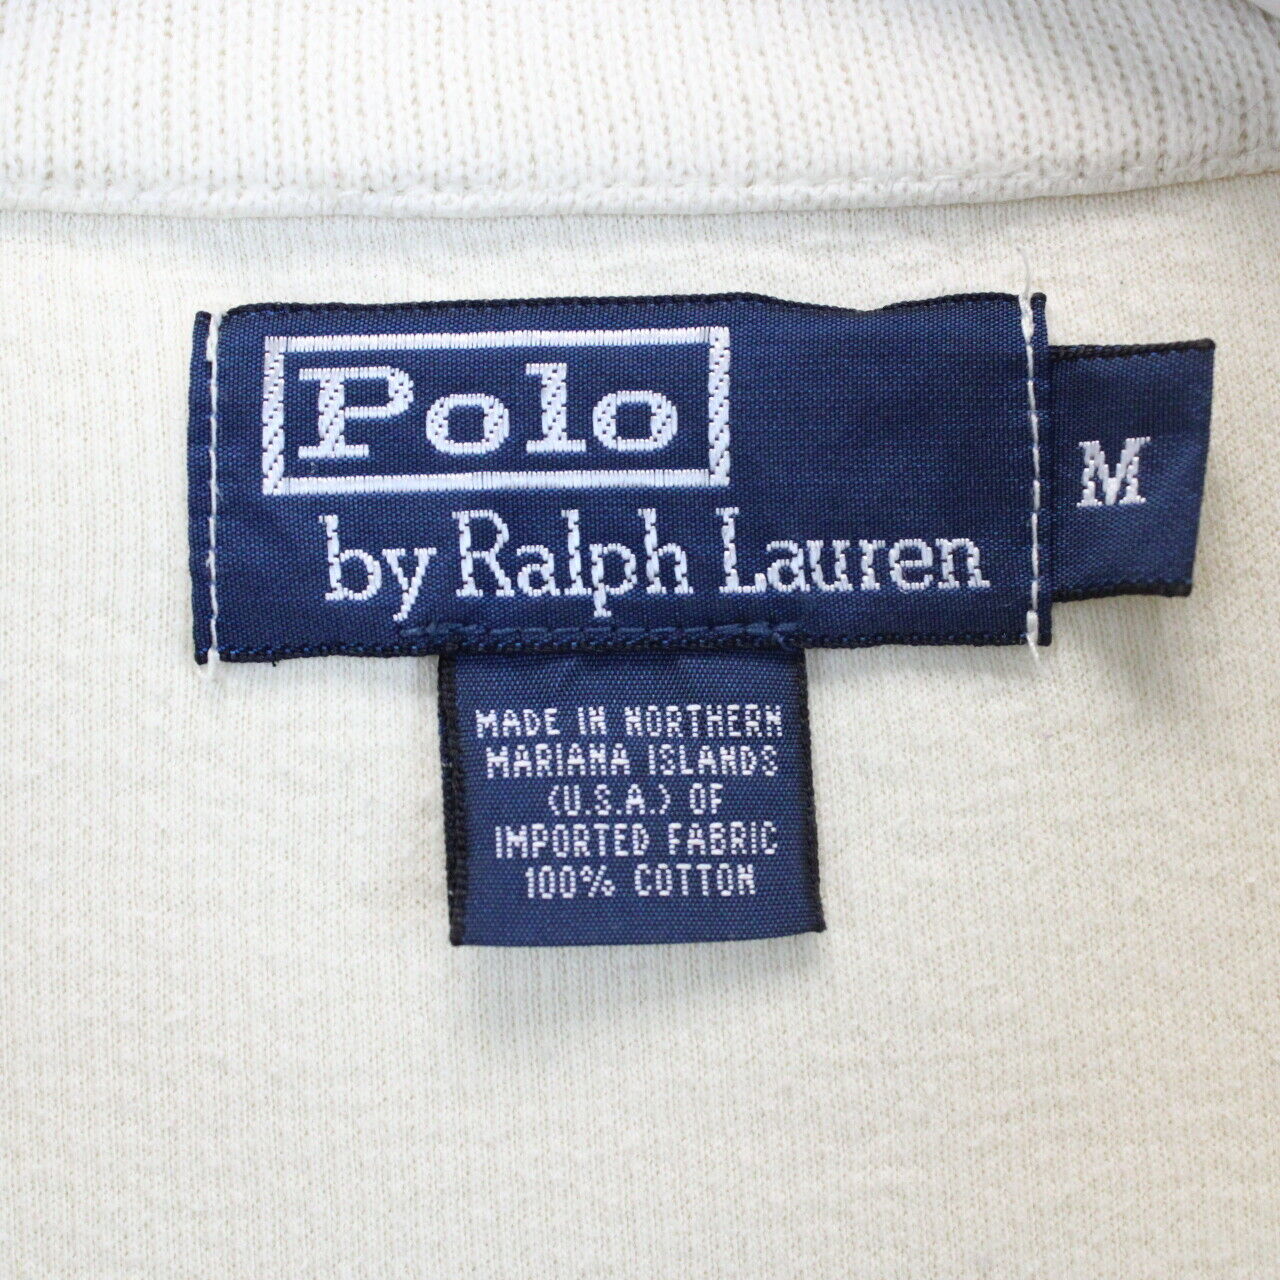 Polo
by Ralph Lauren
M
MADE IN NORTHERN
MARIANA ISLANDS
(U.S.A.) OF
IMPORTED FABRIC
100% COTTON